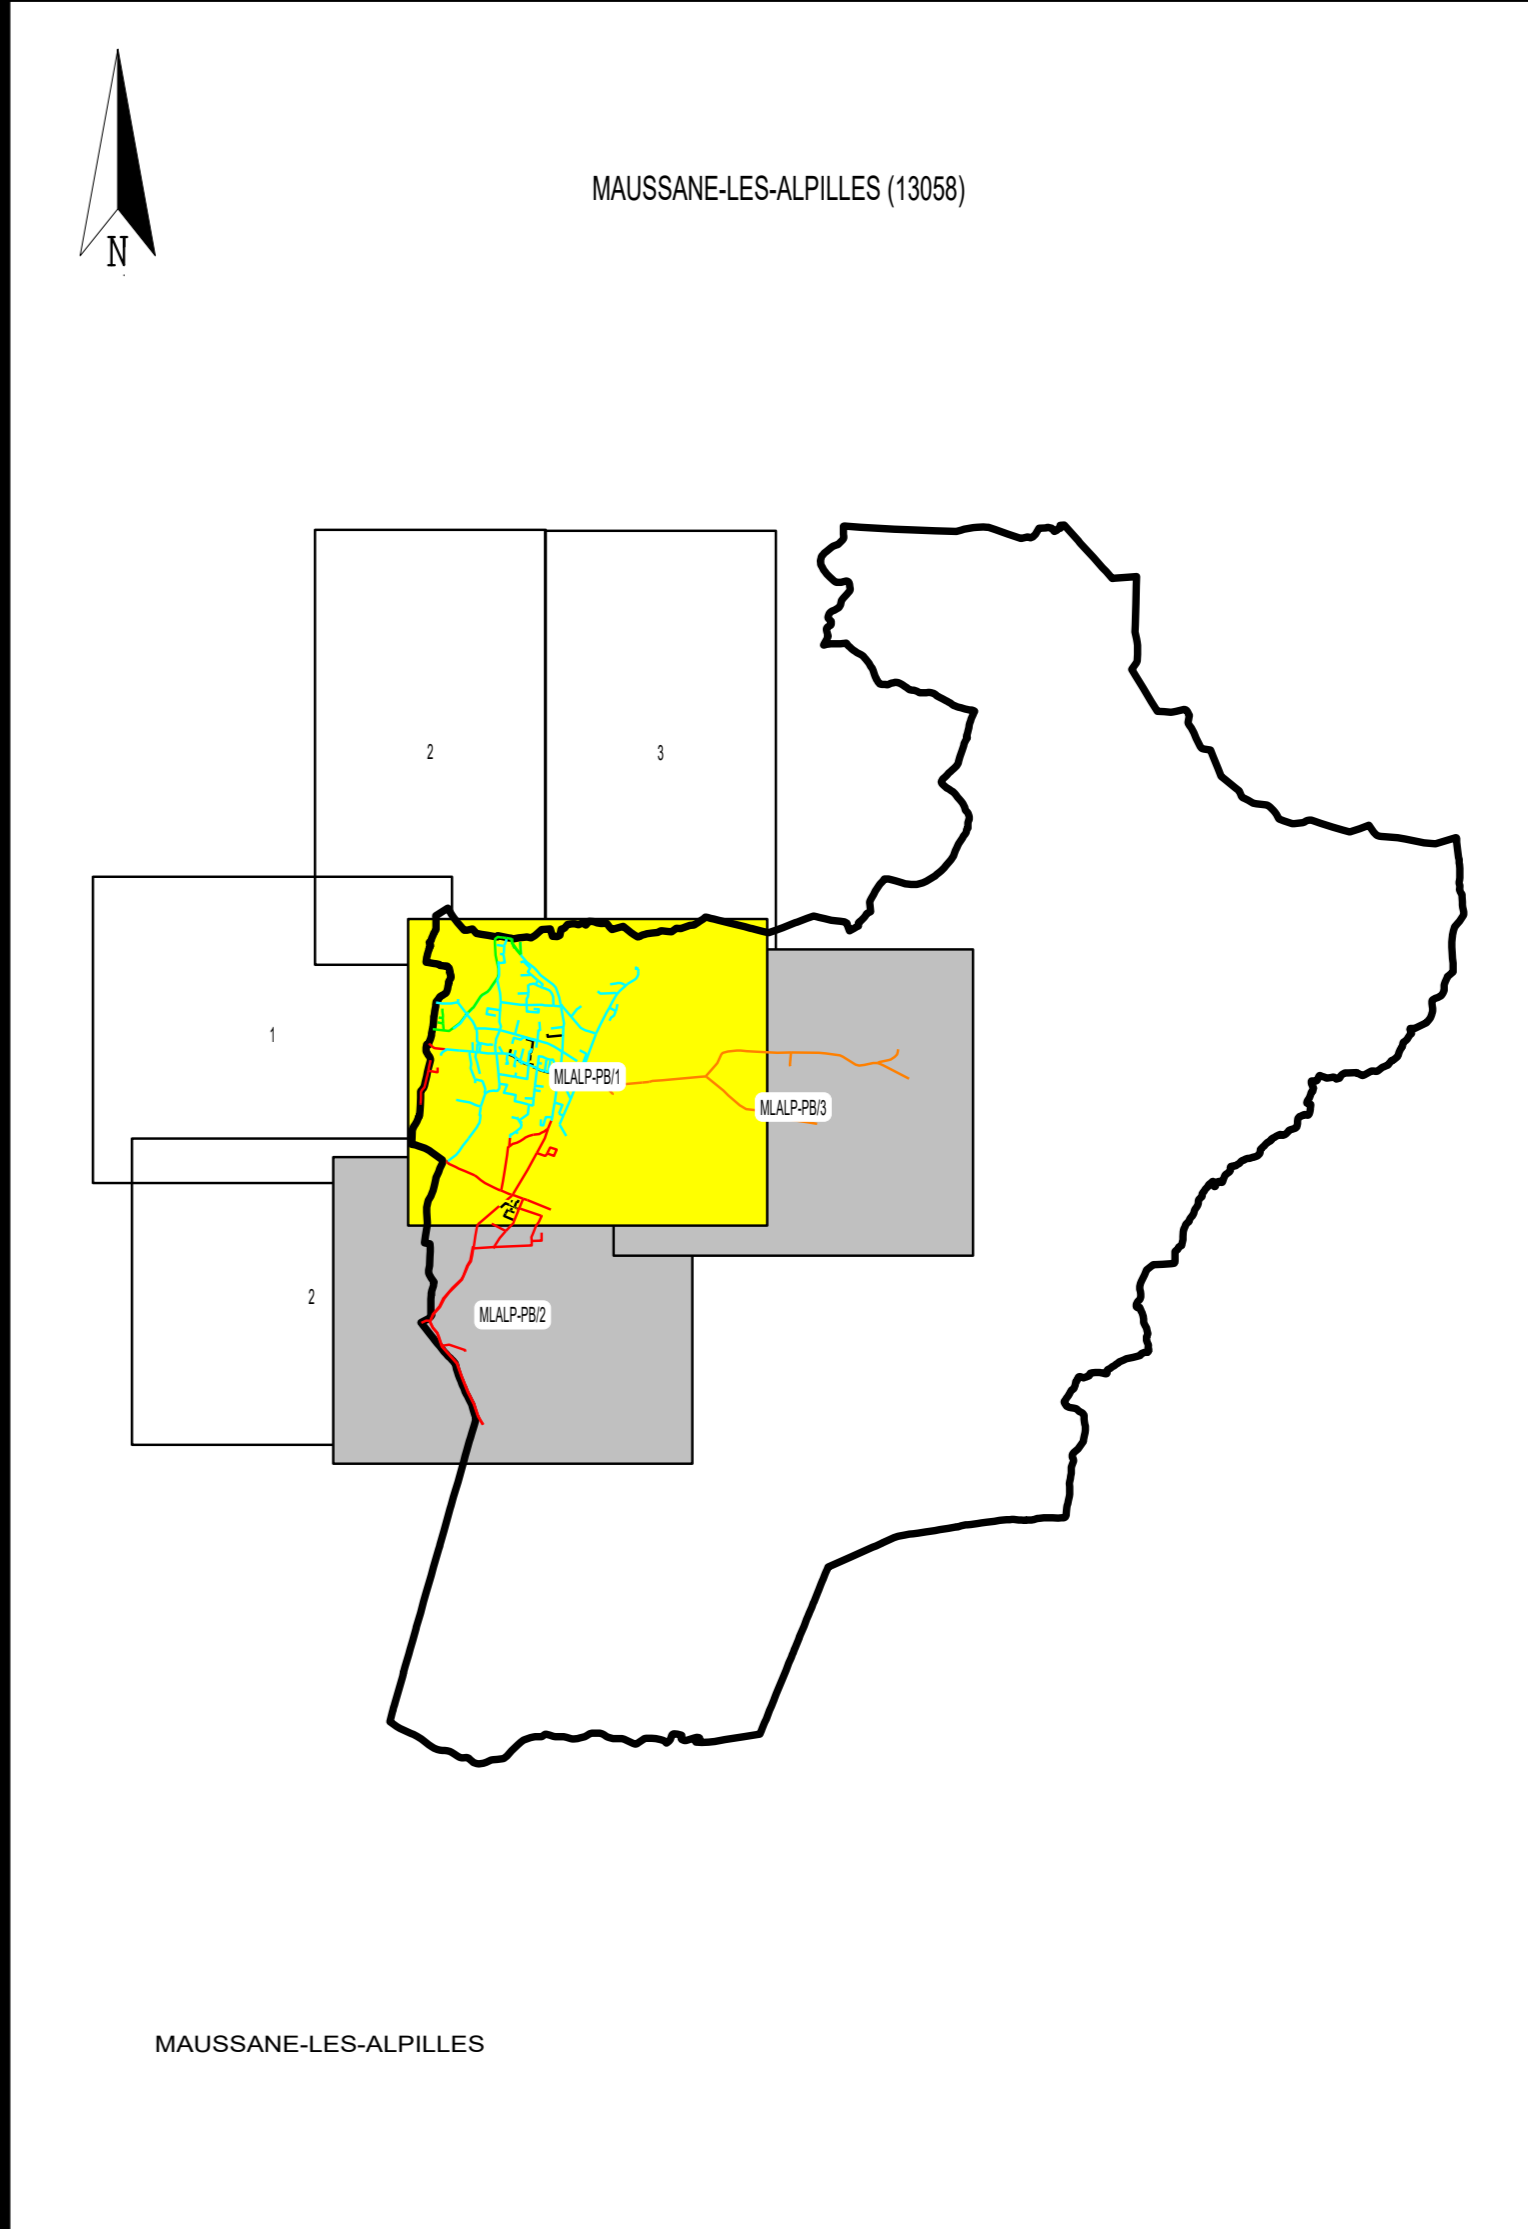 N
MAUSSANE-LES-ALPILLES (13058)
2
3
1
MLALP-PB/1
MLALP-PB/3
2
MLALP-PB/2
MAUSSANE-LES-ALPILLES